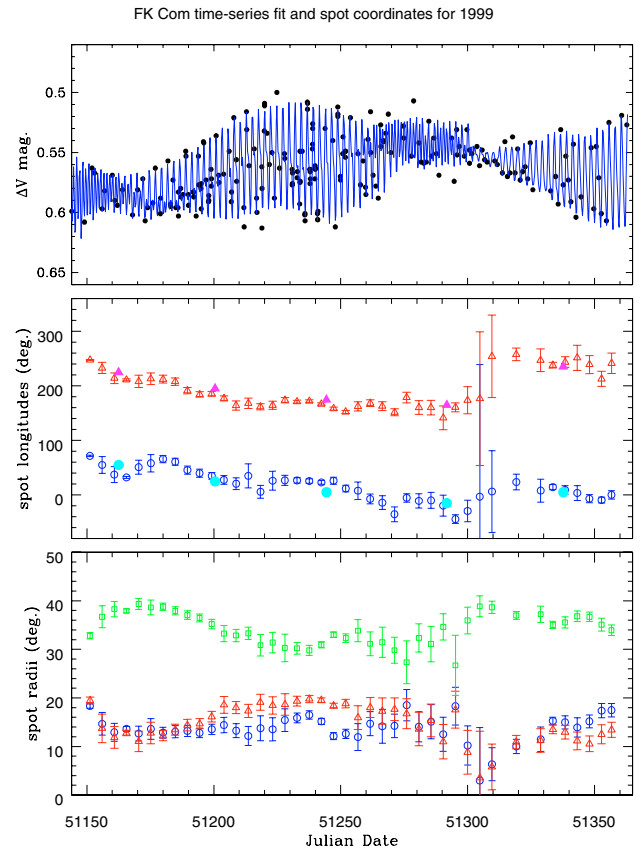 FK Com time-series fit and spot coordinates for 1999
ΔV mag.
0.5
0.55
0.6
0.65
spot longitudes (deg.)
300
200
100
0
spot radii (deg.)
50
40
30
20
10
0
51150 51200 51250 51300 51350
Julian Date